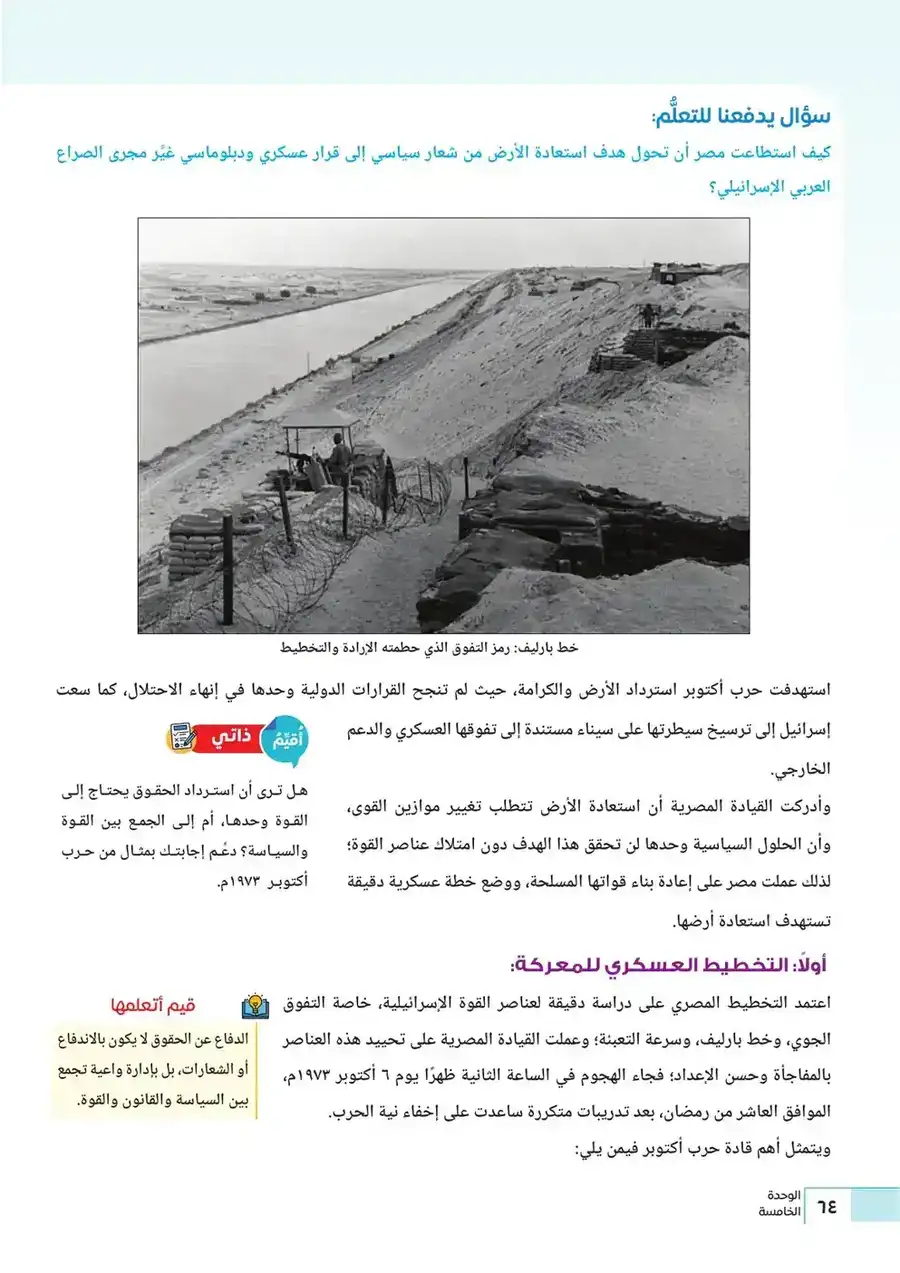 سؤال يدفعنا للتعلُّم:
كيف استطاعت مصر أن تحول هدف استعادة الأرض من شعار سياسي إلى قرار عسكري ودبلوماسي غيَّر مجرى الصراع
العربي الإسرائيلي؟
خط بارليف: رمز التفوق الذي حطمته الإرادة والتخطيط
استهدفت حرب أكتوبر استرداد الأرض والكرامة، حيث لم تنجح القرارات الدولية وحدها في إنهاء الاحتلال، كما سعت
إسرائيل إلى ترسيخ سيطرتها على سيناء مستندة إلى تفوقها العسكري والدعم
الخارجي.
وأدركت القيادة المصرية أن استعادة الأرض تتطلب تغيير موازين القوى،
وأن الحلول السياسية وحدها لن تحقق هذا الهدف دون امتلاك عناصر القوة؛
لذلك عملت مصر على إعادة بناء قواتها المسلحة، ووضع خطة عسكرية دقيقة
تستهدف استعادة أرضها.
أُقيِّمُ ذاتي
هل ترى أن استرداد الحقوق يحتاج إلى
القوة وحدها، أم إلى الجمع بين القوة
والسياسة؟ دعِّم إجابتك بمثال من حرب
أكتوبر ١٩٧٣م.
أولًا: التخطيط العسكري للمعركة:
اعتمد التخطيط المصري على دراسة دقيقة لعناصر القوة الإسرائيلية، خاصة التفوق
الجوي، وخط بارليف، وسرعة التعبئة؛ وعملت القيادة المصرية على تحييد هذه العناصر
بالمفاجأة وحسن الإعداد؛ فجاء الهجوم في الساعة الثانية ظهرًا يوم ٦ أكتوبر ١٩٧٣م،
الموافق العاشر من رمضان، بعد تدريبات متكررة ساعدت على إخفاء نية الحرب.
ويتمثل أهم قادة حرب أكتوبر فيمن يلي:
قيم أتعلمها
الدفاع عن الحقوق لا يكون بالاندفاع
أو الشعارات، بل بإدارة واعية تجمع
بين السياسة والقانون والقوة.
٦٤
الوحدة
الخامسة